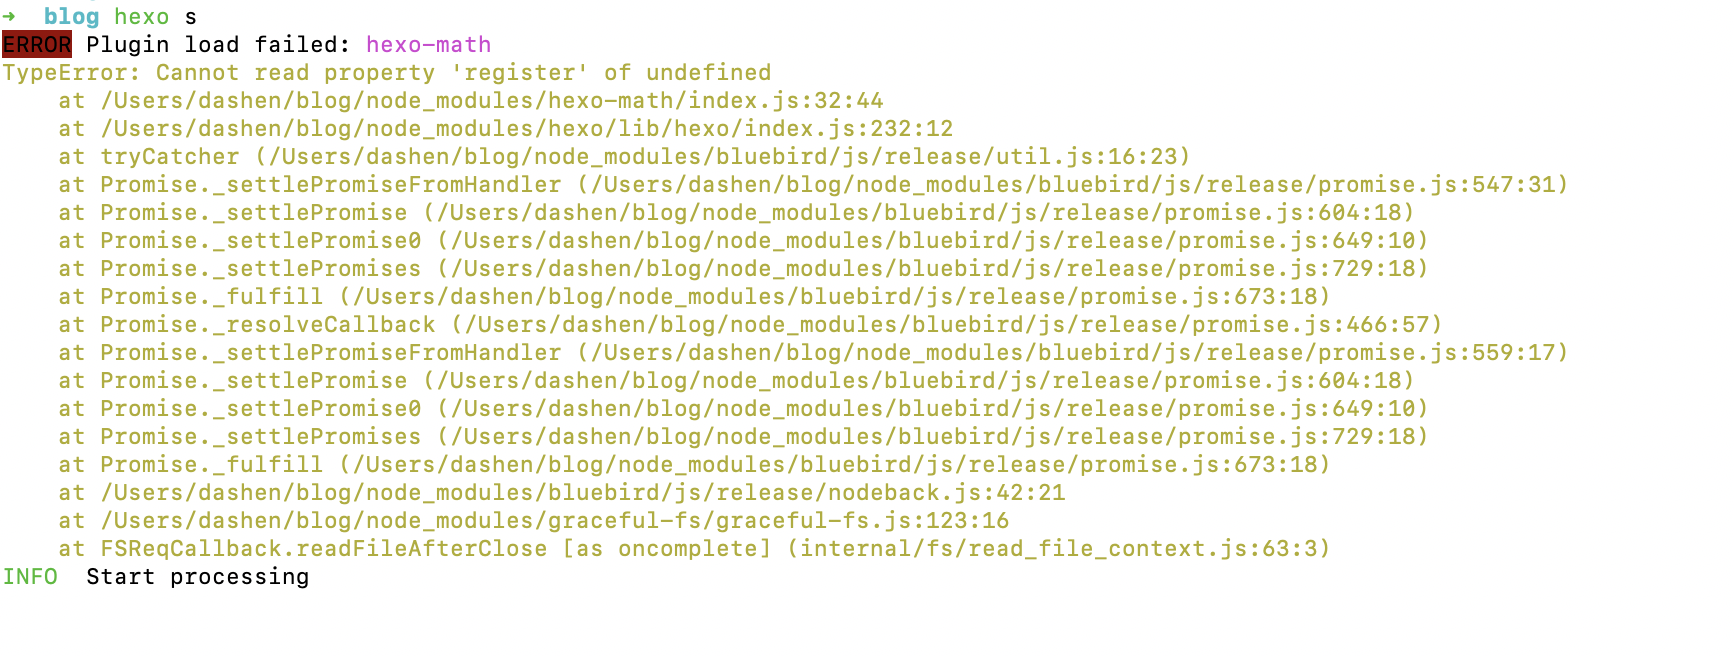 ➜  blog hexo s
ERROR Plugin load failed: hexo-math
TypeError: Cannot read property 'register' of undefined
    at /Users/dashen/blog/node_modules/hexo-math/index.js:32:44
    at /Users/dashen/blog/node_modules/hexo/lib/hexo/index.js:232:12
    at tryCatcher (/Users/dashen/blog/node_modules/bluebird/js/release/util.js:16:23)
    at Promise._settlePromiseFromHandler (/Users/dashen/blog/node_modules/bluebird/js/release/promise.js:547:31)
    at Promise._settlePromise (/Users/dashen/blog/node_modules/bluebird/js/release/promise.js:604:18)
    at Promise._settlePromise0 (/Users/dashen/blog/node_modules/bluebird/js/release/promise.js:649:10)
    at Promise._settlePromises (/Users/dashen/blog/node_modules/bluebird/js/release/promise.js:729:18)
    at Promise._fulfill (/Users/dashen/blog/node_modules/bluebird/js/release/promise.js:673:18)
    at Promise._resolveCallback (/Users/dashen/blog/node_modules/bluebird/js/release/promise.js:466:57)
    at Promise._settlePromiseFromHandler (/Users/dashen/blog/node_modules/bluebird/js/release/promise.js:559:17)
    at Promise._settlePromise (/Users/dashen/blog/node_modules/bluebird/js/release/promise.js:604:18)
    at Promise._settlePromise0 (/Users/dashen/blog/node_modules/bluebird/js/release/promise.js:649:10)
    at Promise._settlePromises (/Users/dashen/blog/node_modules/bluebird/js/release/promise.js:729:18)
    at Promise._fulfill (/Users/dashen/blog/node_modules/bluebird/js/release/promise.js:673:18)
    at /Users/dashen/blog/node_modules/bluebird/js/release/nodeback.js:42:21
    at /Users/dashen/blog/node_modules/graceful-fs/graceful-fs.js:123:16
    at FSReqCallback.readFileAfterClose [as oncomplete] (internal/fs/read_file_context.js:63:3)
INFO  Start processing